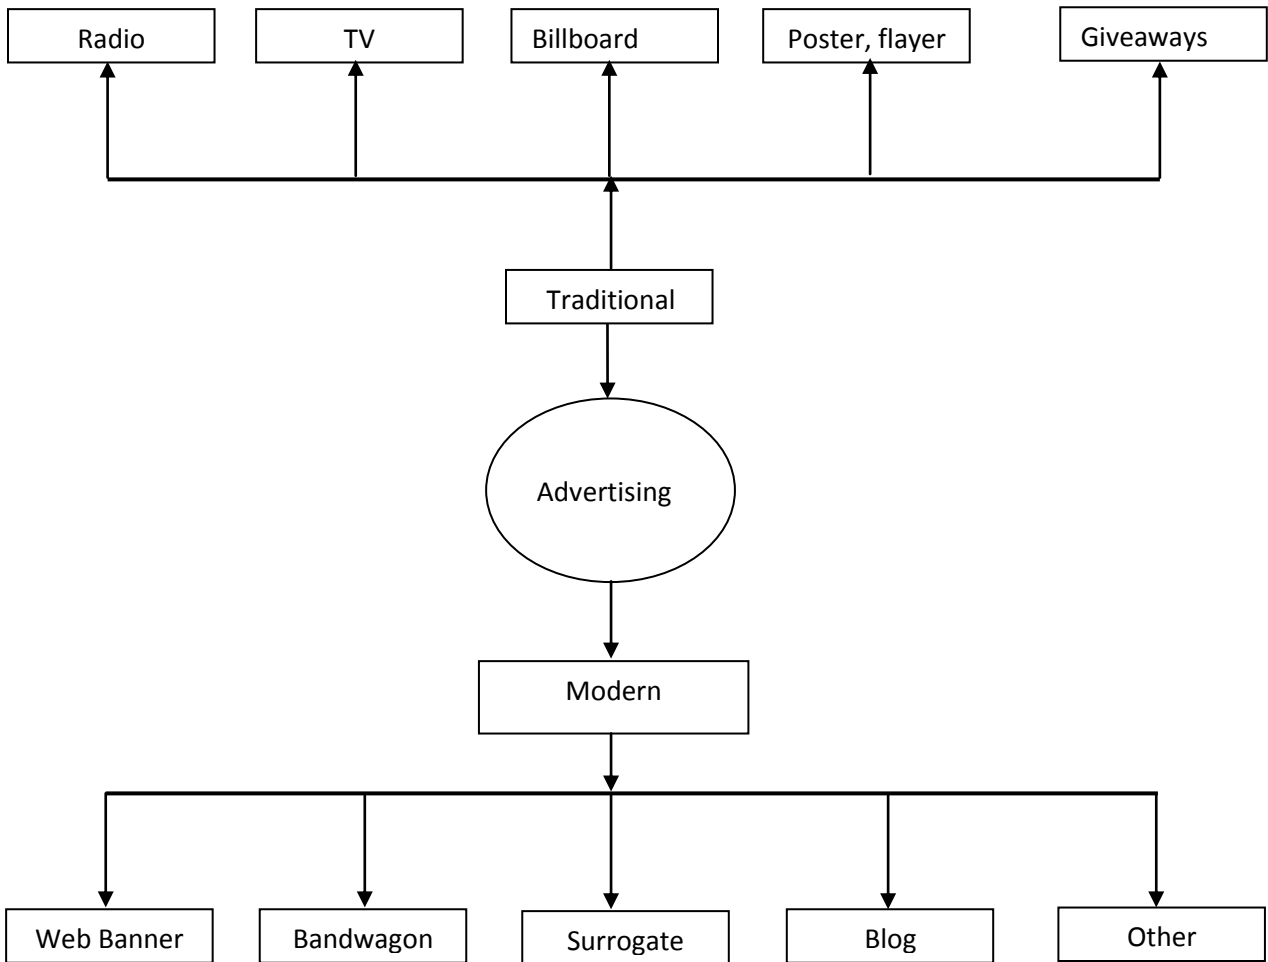 Radio
TV
Billboard
Poster, flayer
Giveaways
Traditional
Advertising
Modern
Web Banner
Bandwagon
Surrogate
Blog
Other